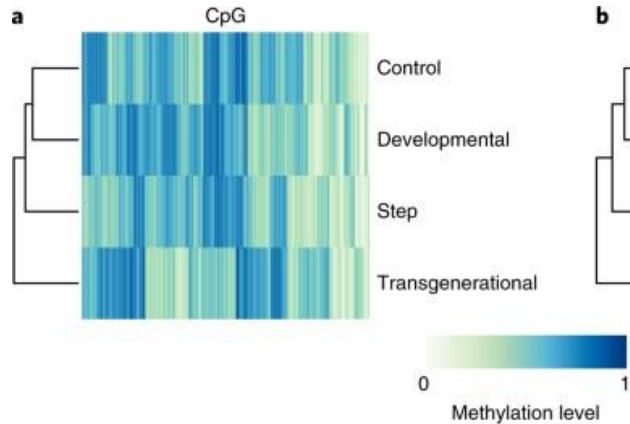 a
CpG
b
Control
Developmental
Step
Transgenerational
0 1
Methylation level